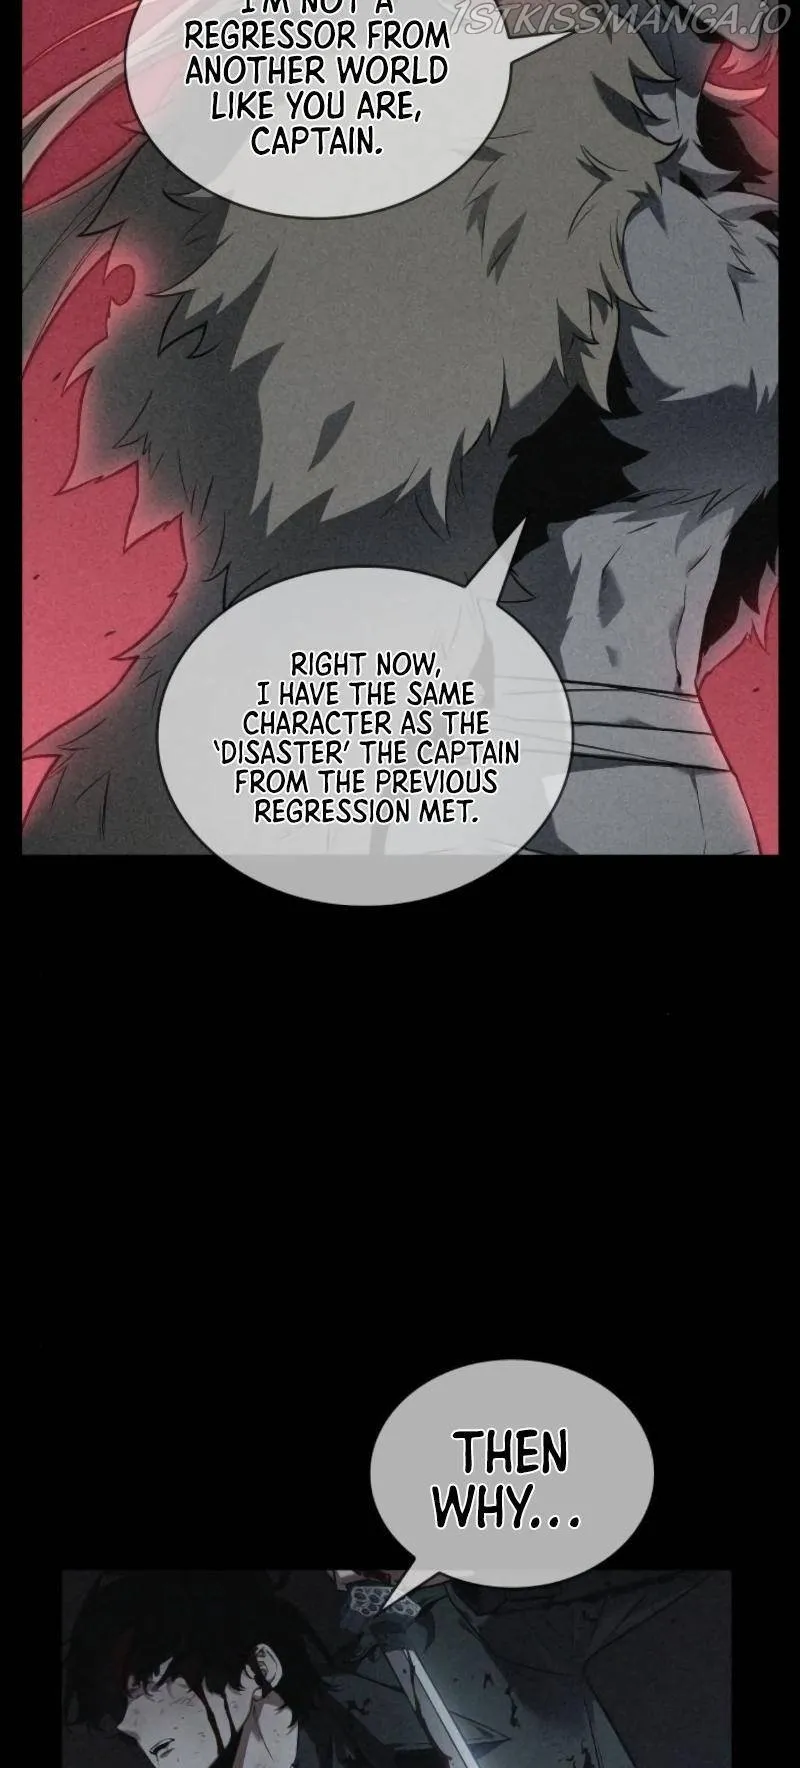 1STKISSMANGA.iO
I'M NOT A
REGRESSOR FROM
ANOTHER WORLD
LIKE YOU ARE,
CAPTAIN.
RIGHT NOW,
I HAVE THE SAME
CHARACTER AS THE
'DISASTER' THE CAPTAIN
FROM THE PREVIOUS
REGRESSION MET.
THEN
WHY...